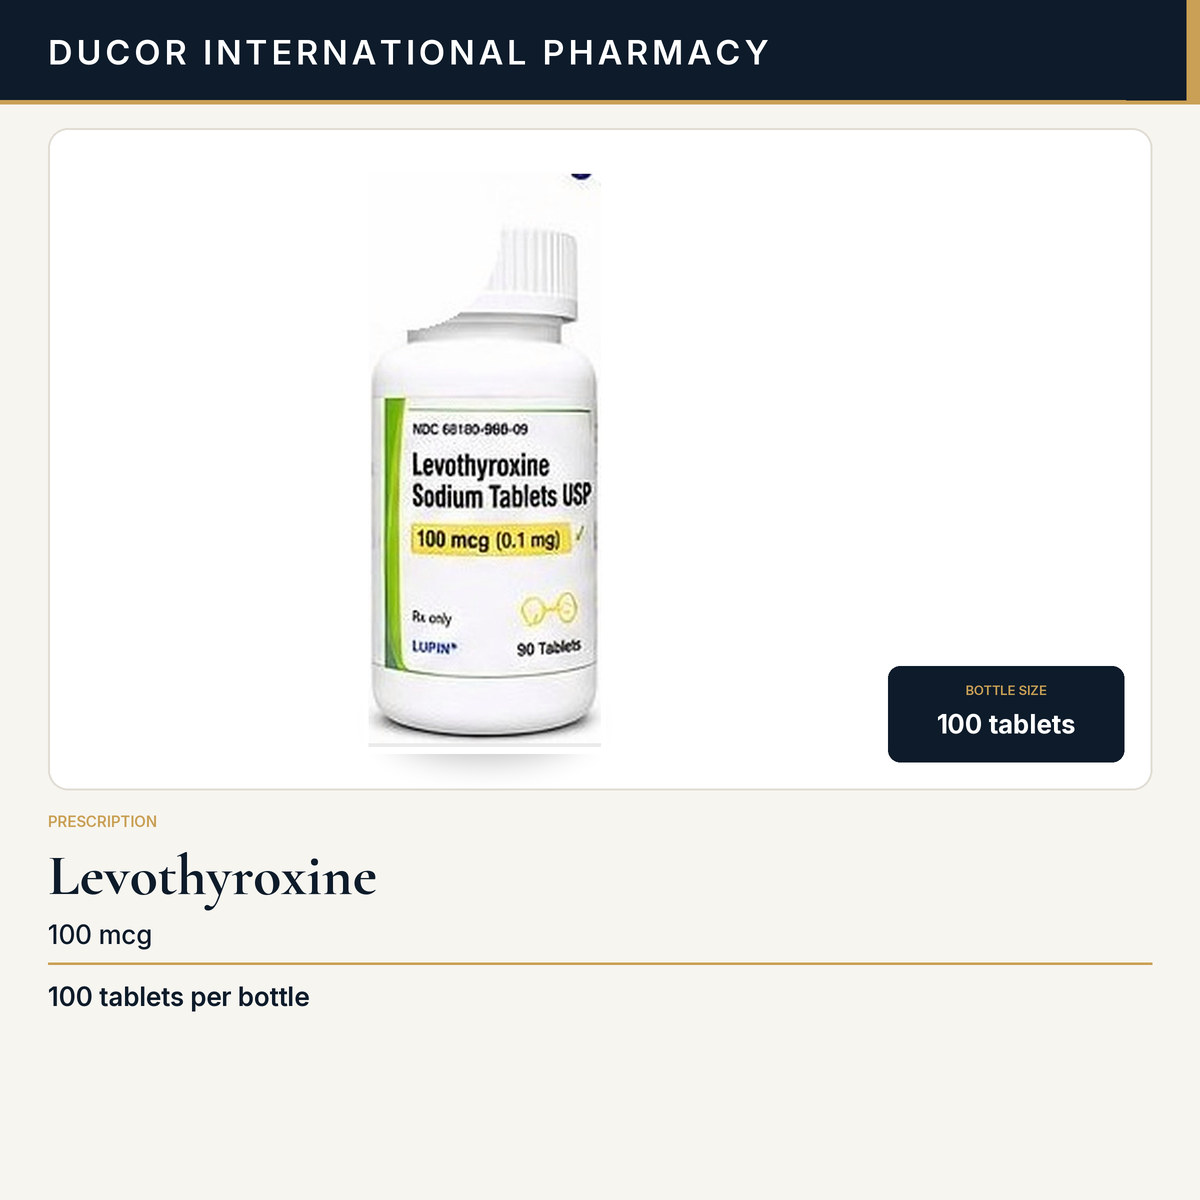 DUCOR INTERNATIONAL PHARMACY
NDC 68180-966-09
Levothyroxine
Sodium Tablets USP
100 mcg (0.1 mg)
Rx only
LUPIN
90 Tablets
BOTTLE SIZE
100 tablets
PRESCRIPTION
Levothyroxine
100 mcg
100 tablets per bottle